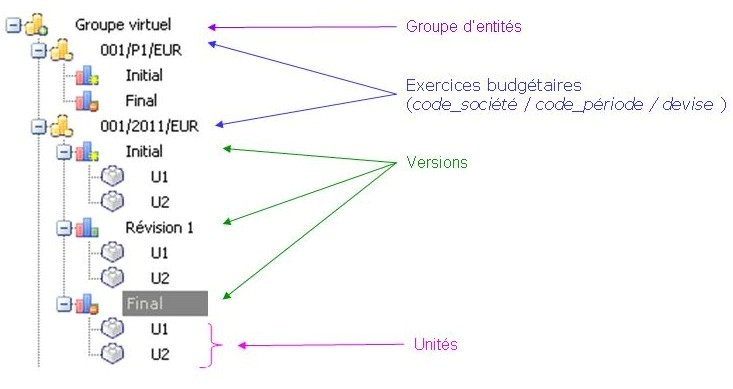 Groupe virtuel
Groupe d'entités
001/P1/EUR
Initial
Exercices budgétaires
Final
(code_société / code_période / devise )
001/2011/EUR
Initial
Versions
U1
U2
Révision 1
U1
U2
Final
U1
Unités
U2